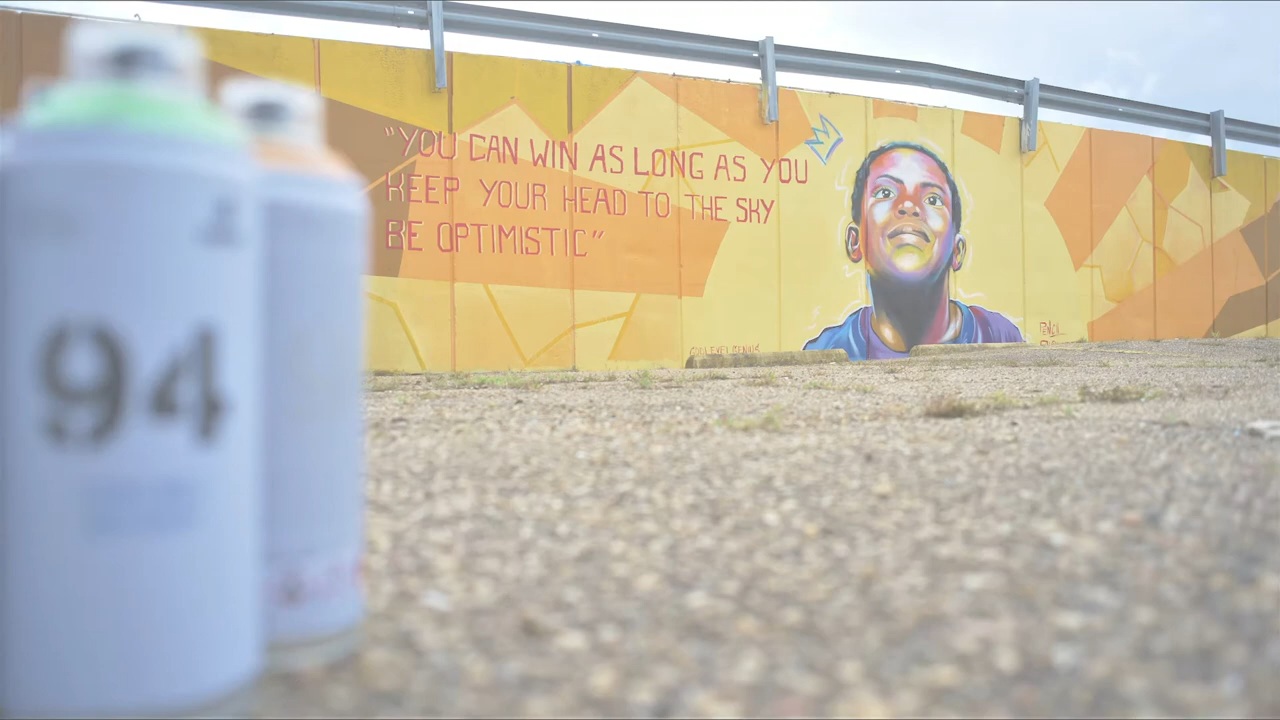 "YOU CAN WIN AS LONG AS YOU
KEEP YOUR HEAD TO THE SKY
BE OPTIMISTIC"
94